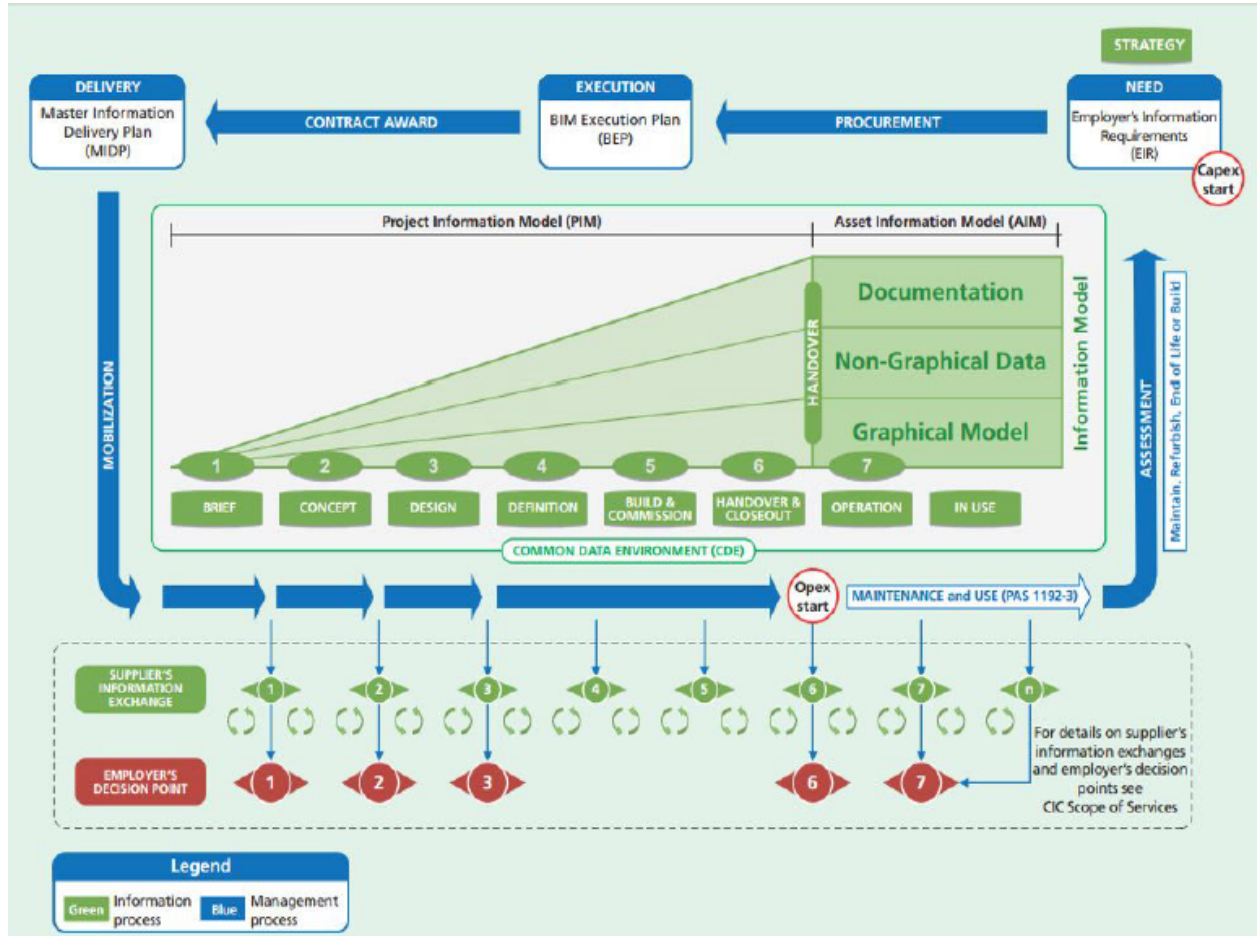 STRATEGY
DELIVERY
Master Information
Delivery Plan
(MIDP)
CONTRACT AWARD
EXECUTION
BIM Execution Plan
(BEP)
PROCUREMENT
NEED
Employer's Information
Requirements
(EIR)
Capex
start
Project Information Model (PIM)
Asset Information Model (AIM)
MOBILIZATION
Documentation
Non-Graphical Data
Graphical Model
HANDOVER
Information Model
ASSESSMENT
Maintain, Refurbish, End of Life or Build
1
2
3
4
5
6
7
BRIEF
CONCEPT
DESIGN
DEFINITION
BUILD &
COMMISSION
HANDOVER &
CLOSEOUT
OPERATION
IN USE
COMMON DATA ENVIRONMENT (CDE)
Opex
start
MAINTENANCE and USE (PAS 1192-3)
SUPPLIER'S
INFORMATION
EXCHANGE
1
2
3
4
5
6
7
n
For details on supplier's
information exchanges
and employer's decision
points see
CIC Scope of Services
EMPLOYER'S
DECISION POINT
1
2
3
6
7
Legend
Green
Information
process
Blue
Management
process